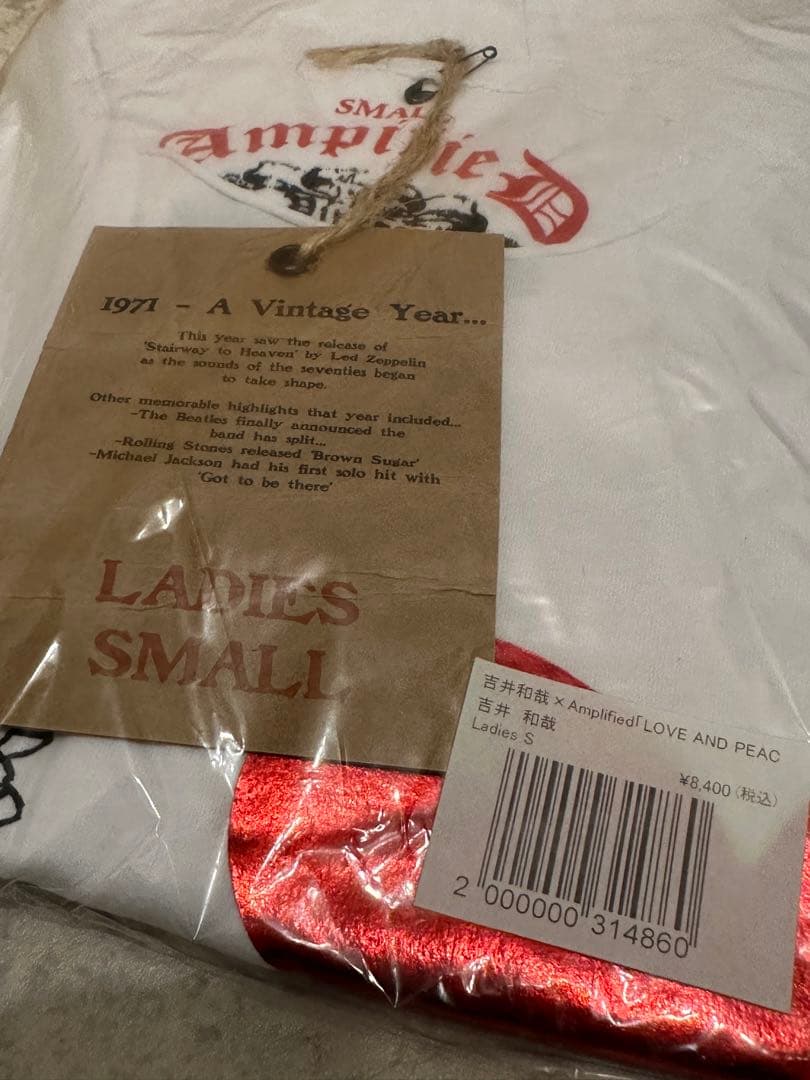 SMALL
AmplifieD
1971 - A Vintage Year...
This year saw the release of
'Stairway to Heaven' by Led Zeppelin
as the sounds of the seventies began
to take shape.
Other memorable highlights that year included...
-The Beatles finally announced the
band has split...
-Rolling Stones released 'Brown Sugar'
-Michael Jackson had his first solo hit with
'Got to be there'
LADIES
SMALL
吉井和哉×Amplified「LOVE AND PEAC
吉井 和哉
Ladies S
¥8,400(税込)
2 000000 314860